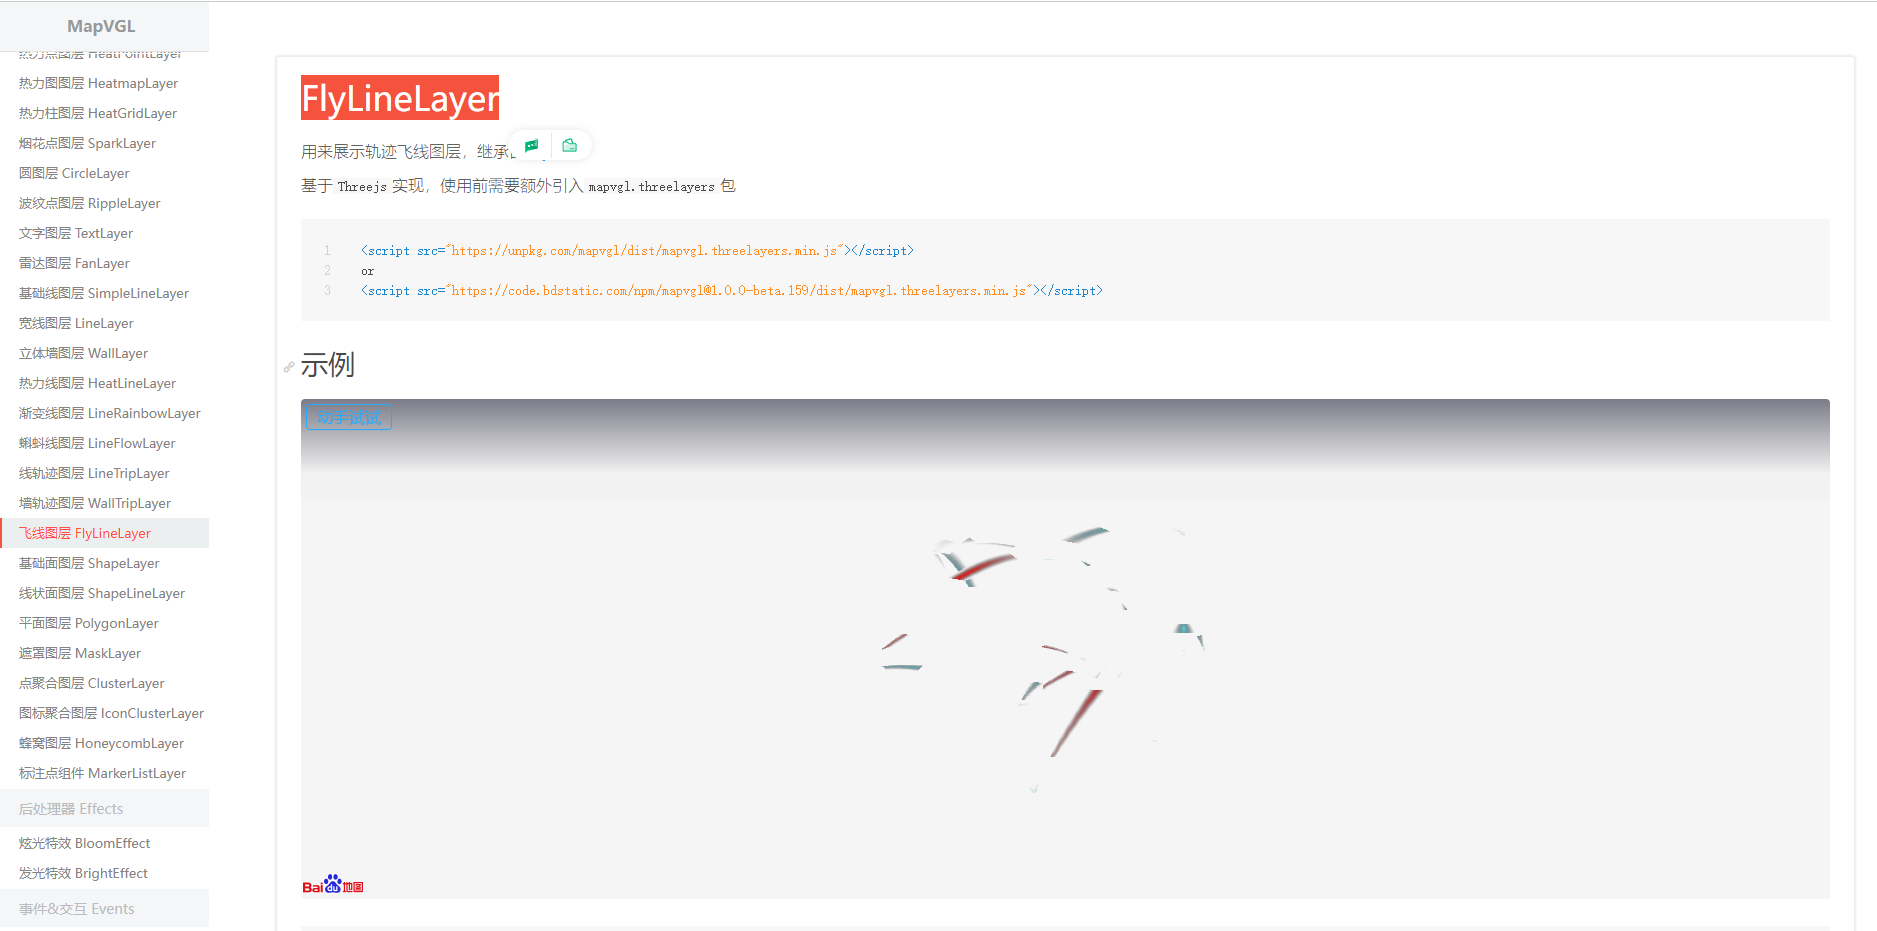 MapVGL
热力点图层 HeatPointLayer
热力图图层 HeatmapLayer
热力柱图层 HeatGridLayer
烟花点图层 SparkLayer
圆图层 CircleLayer
波纹点图层 RippleLayer
文字图层 TextLayer
雷达图层 FanLayer
基础线图层 SimpleLineLayer
宽线图层 LineLayer
立体墙图层 WallLayer
热力线图层 HeatLineLayer
渐变线图层 LineRainbowLayer
蝌蚪线图层 LineFlowLayer
线轨迹图层 LineTripLayer
墙轨迹图层 WallTripLayer
飞线图层 FlyLineLayer
基础面图层 ShapeLayer
线状面图层 ShapeLineLayer
平面图层 PolygonLayer
遮罩图层 MaskLayer
点聚合图层 ClusterLayer
图标聚合图层 IconClusterLayer
蜂窝图层 HoneycombLayer
标注点组件 MarkerListLayer
后处理器 Effects
炫光特效 BloomEffect
发光特效 BrightEffect
事件&交互 Events
FlyLineLayer
用来展示轨迹飞线图层，继承
基于 Threejs 实现，使用前需要额外引入 mapvgl.threelayers 包
1 <script src="https://unpkg.com/mapvgl/dist/mapvgl.threelayers.min.js"></script>
2 or
3 <script src="https://code.bdstatic.com/npm/mapvgl@1.0.0-beta.159/dist/mapvgl.threelayers.min.js"></script>
示例
动手试试
Bai du 地图